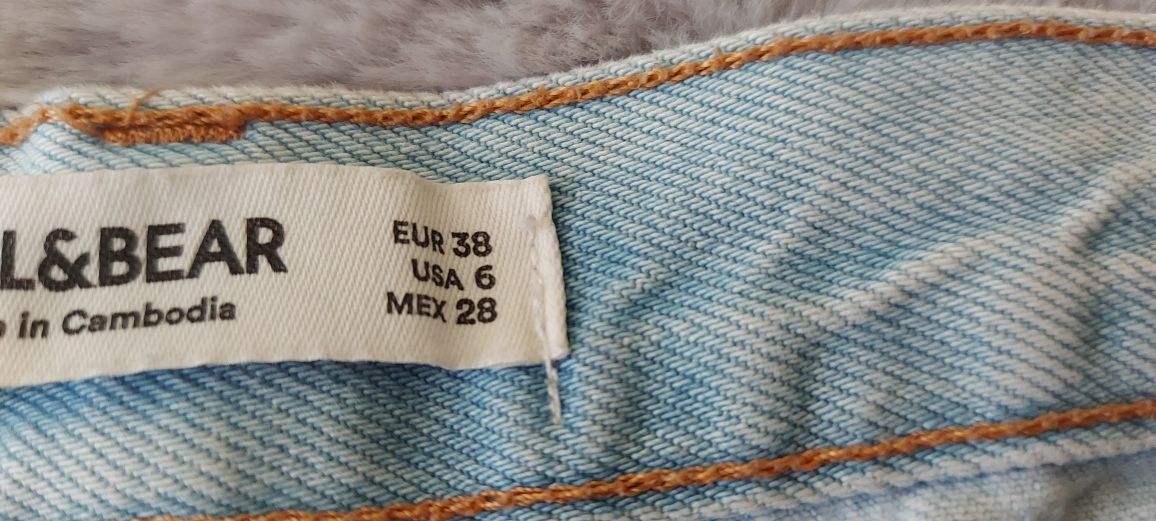 L&BEAR
in Cambodia
EUR 38
USA 6
MEX 28